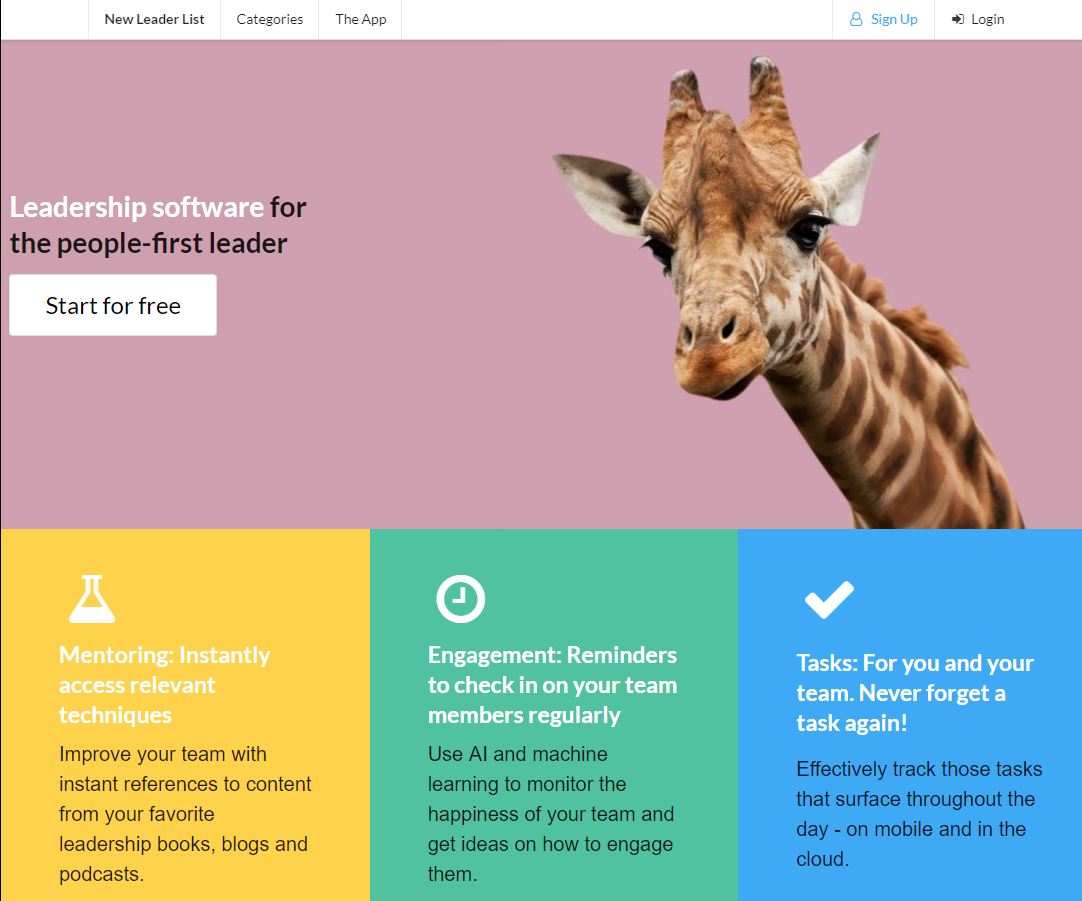 New Leader List Categories The App Sign Up Login
Leadership software for
the people-first leader
Start for free
Mentoring: Instantly
access relevant
techniques
Improve your team with
instant references to content
from your favorite
leadership books, blogs and
podcasts.
Engagement: Reminders
to check in on your team
members regularly
Use AI and machine
learning to monitor the
happiness of your team and
get ideas on how to engage
them.
Tasks: For you and your
team. Never forget a
task again!
Effectively track those tasks
that surface throughout the
day - on mobile and in the
cloud.